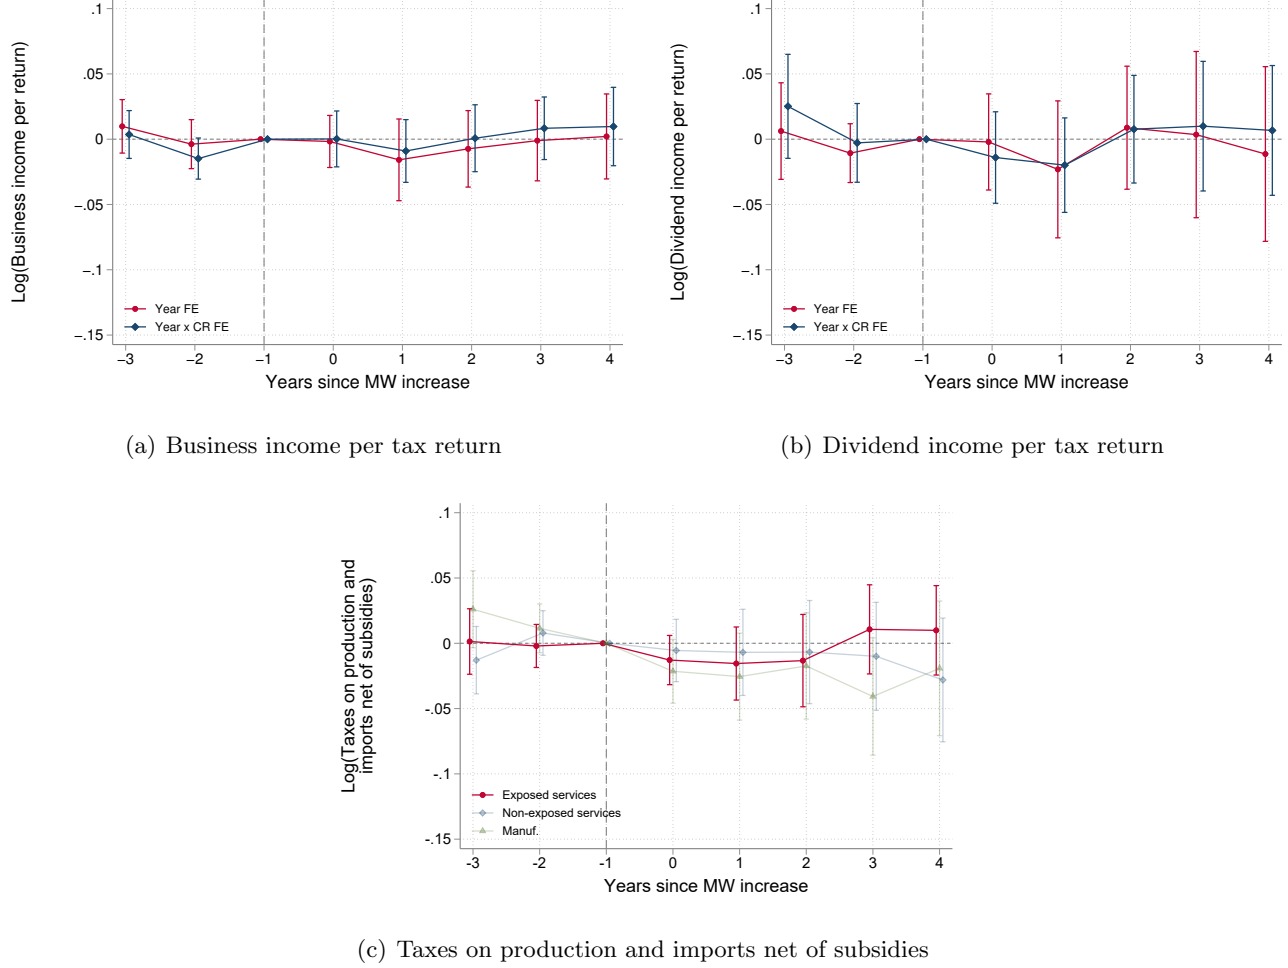 Log(Business income per return)
.1
.05
0
−.05
−.1
−.15
Year FE
Year x CR FE
−3 −2 −1 0 1 2 3 4
Years since MW increase
(a) Business income per tax return
Log(Dividend income per return)
.1
.05
0
−.05
−.1
−.15
Year FE
Year x CR FE
−3 −2 −1 0 1 2 3 4
Years since MW increase
(b) Dividend income per tax return
Log(Taxes on production and
imports net of subsidies)
.1
.05
0
-.05
-.1
-.15
Exposed services
Non-exposed services
Manuf.
-3 -2 -1 0 1 2 3 4
Years since MW increase
(c) Taxes on production and imports net of subsidies